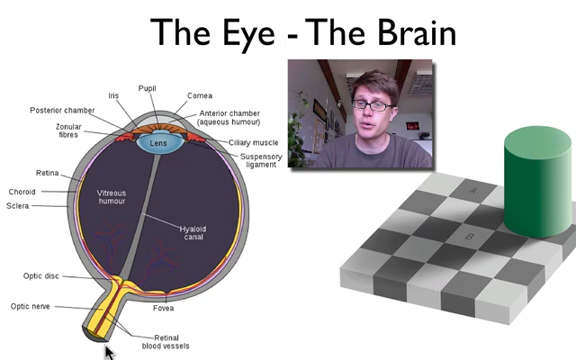 The Eye - The Brain
Pupil
Iris
Cornea
Posterior chamber
Anterior chamber
(aqueous humour)
Zonular
fibres
Lens
Ciliary muscle
Suspensory
ligament
Retina
Choroid
Sclera
Vitreous
humour
Hyaloid
canal
Optic disc
Optic nerve
Fovea
Retinal
blood vessels
A
B